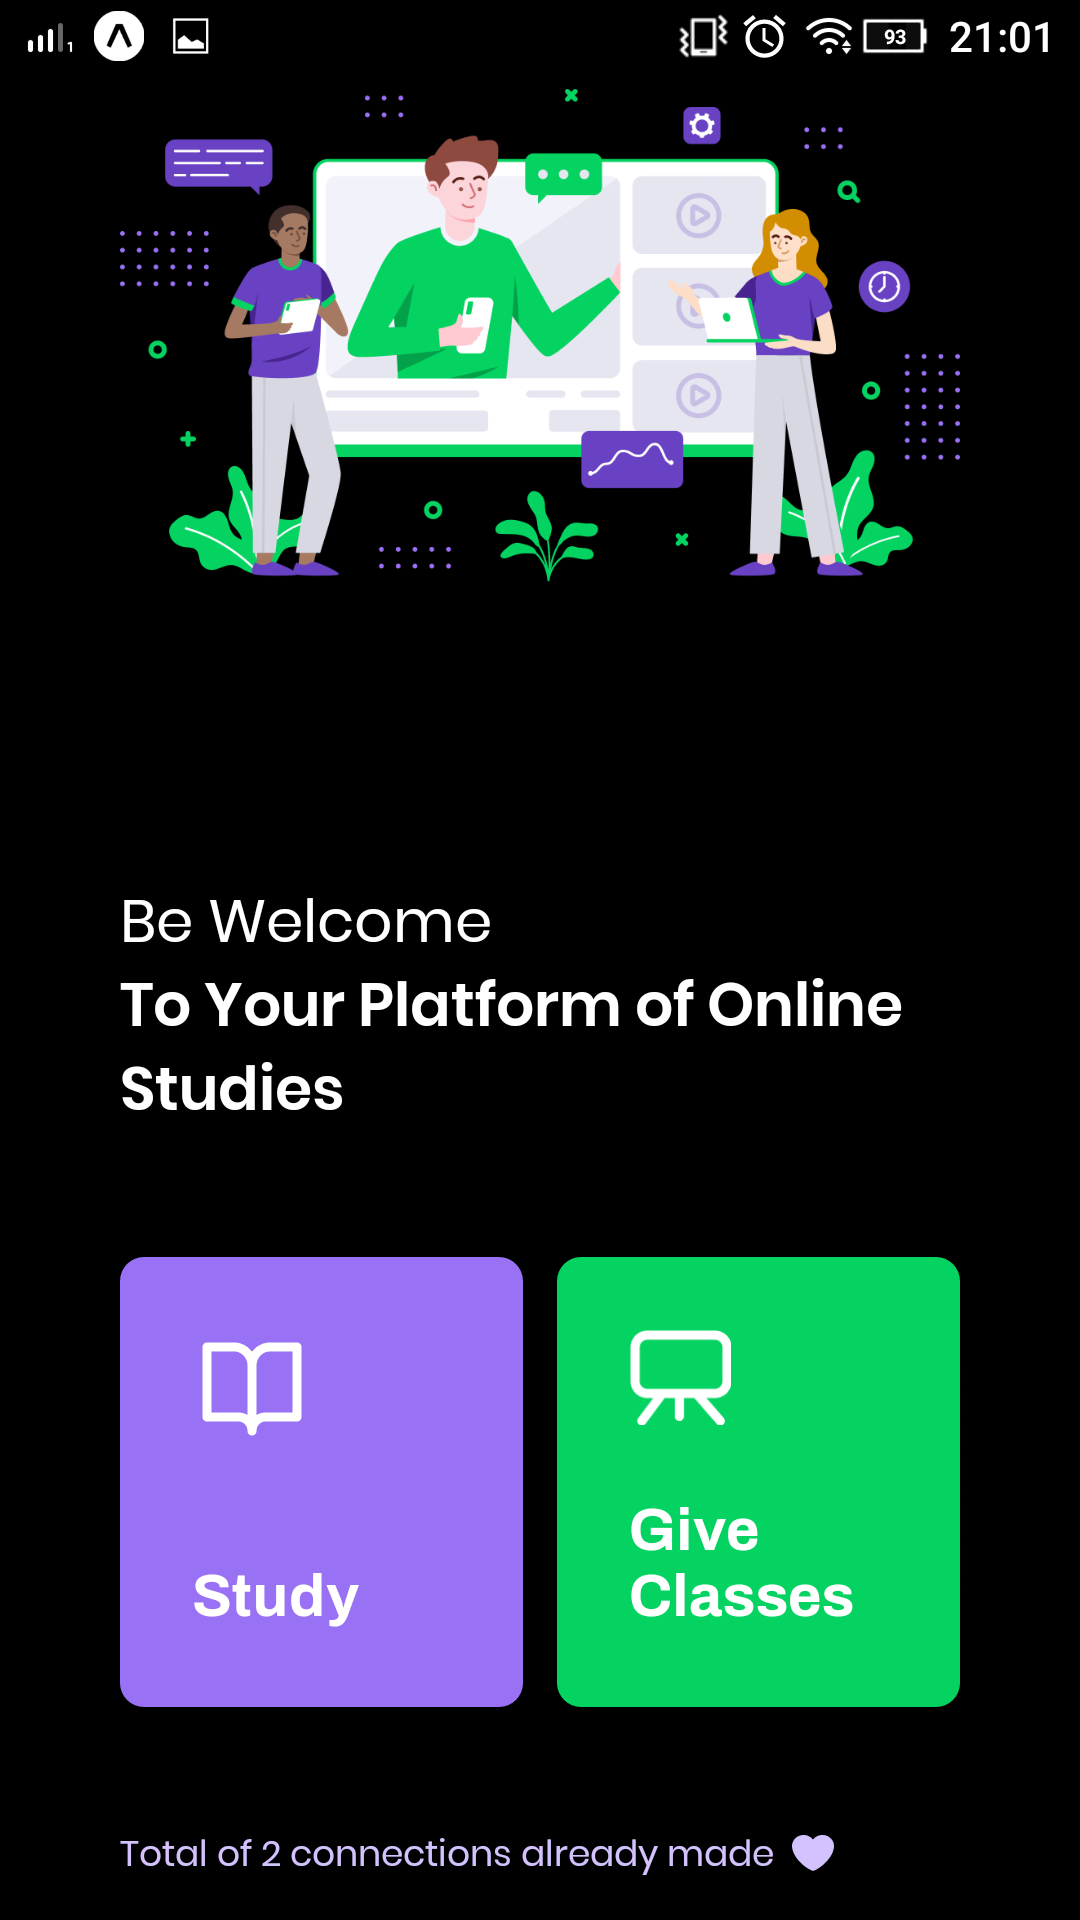 1 93 21:01
Be Welcome
To Your Platform of Online
Studies
Study
Give
Classes
Total of 2 connections already made